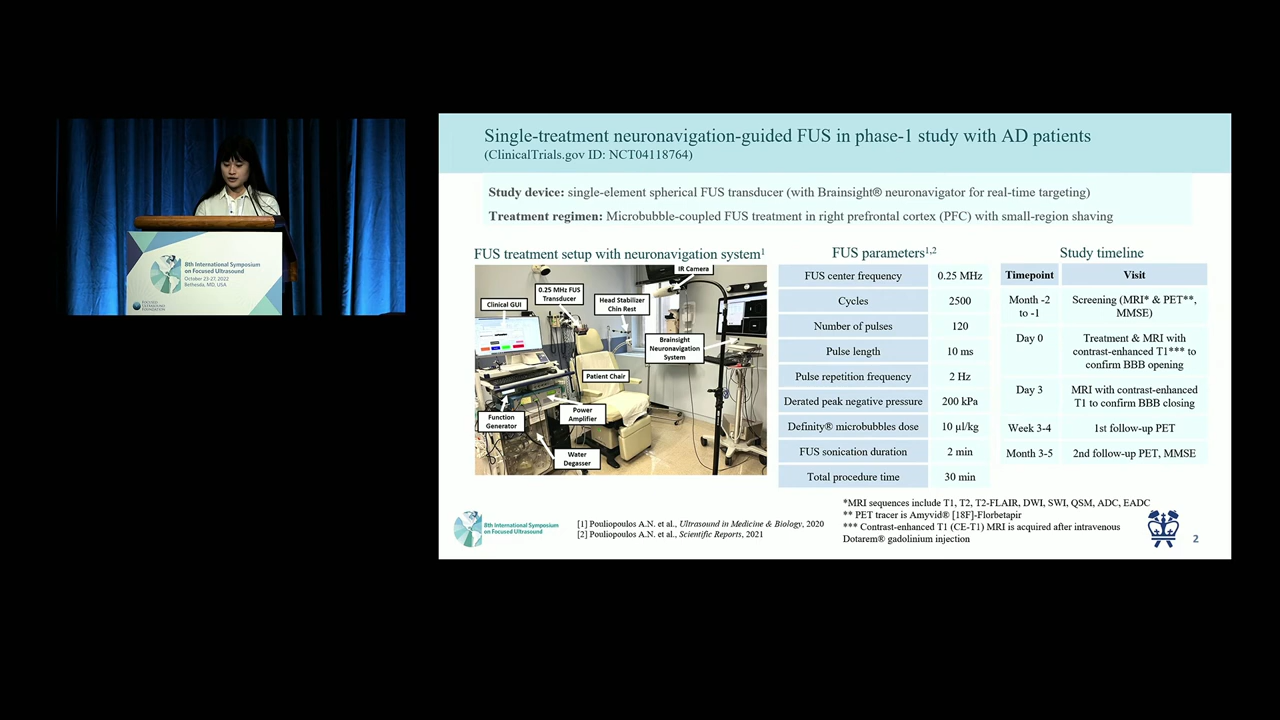 Single-treatment neuronavigation-guided FUS in phase-1 study with AD patients
(ClinicalTrials.gov ID: NCT04118764)
Study device: single-element spherical FUS transducer (with Brainsight® neuronavigator for real-time targeting)
Treatment regimen: Microbubble-coupled FUS treatment in right prefrontal cortex (PFC) with small-region shaving
FUS treatment setup with neuronavigation system1
IR Camera
0.25 MHz FUS
Transducer
Clinical GUI
Head Stabilizer
Chin Rest
Brainsight
Neuronavigation
System
Patient Chair
Function
Generator
Power
Amplifier
Water
Degasser
FUS parameters1,2
FUS center frequency 0.25 MHz
Cycles 2500
Number of pulses 120
Pulse length 10 ms
Pulse repetition frequency 2 Hz
Derated peak negative pressure 200 kPa
Definity® microbubbles dose 10 µl/kg
FUS sonication duration 2 min
Total procedure time 30 min
Study timeline
Timepoint Visit
Month -2
to -1
Screening (MRI* & PET**,
MMSE)
Day 0
Treatment & MRI with
contrast-enhanced T1*** to
confirm BBB opening
Day 3
MRI with contrast-enhanced
T1 to confirm BBB closing
Week 3-4 1st follow-up PET
Month 3-5 2nd follow-up PET, MMSE
*MRI sequences include T1, T2, T2-FLAIR, DWI, SWI, QSM, ADC, EADC
** PET tracer is Amyvid® [18F]-Florbetapir
*** Contrast-enhanced T1 (CE-T1) MRI is acquired after intravenous
Dotarem® gadolinium injection
8th International Symposium
on Focused Ultrasound
[1] Pouliopoulos A.N. et al., Ultrasound in Medicine & Biology, 2020
[2] Pouliopoulos A.N. et al., Scientific Reports, 2021
2
8th International Symposium
on Focused Ultrasound
October 23-27, 2022
Bethesda, MD, USA
FOCUSED
ULTRASOUND
FOUNDATION